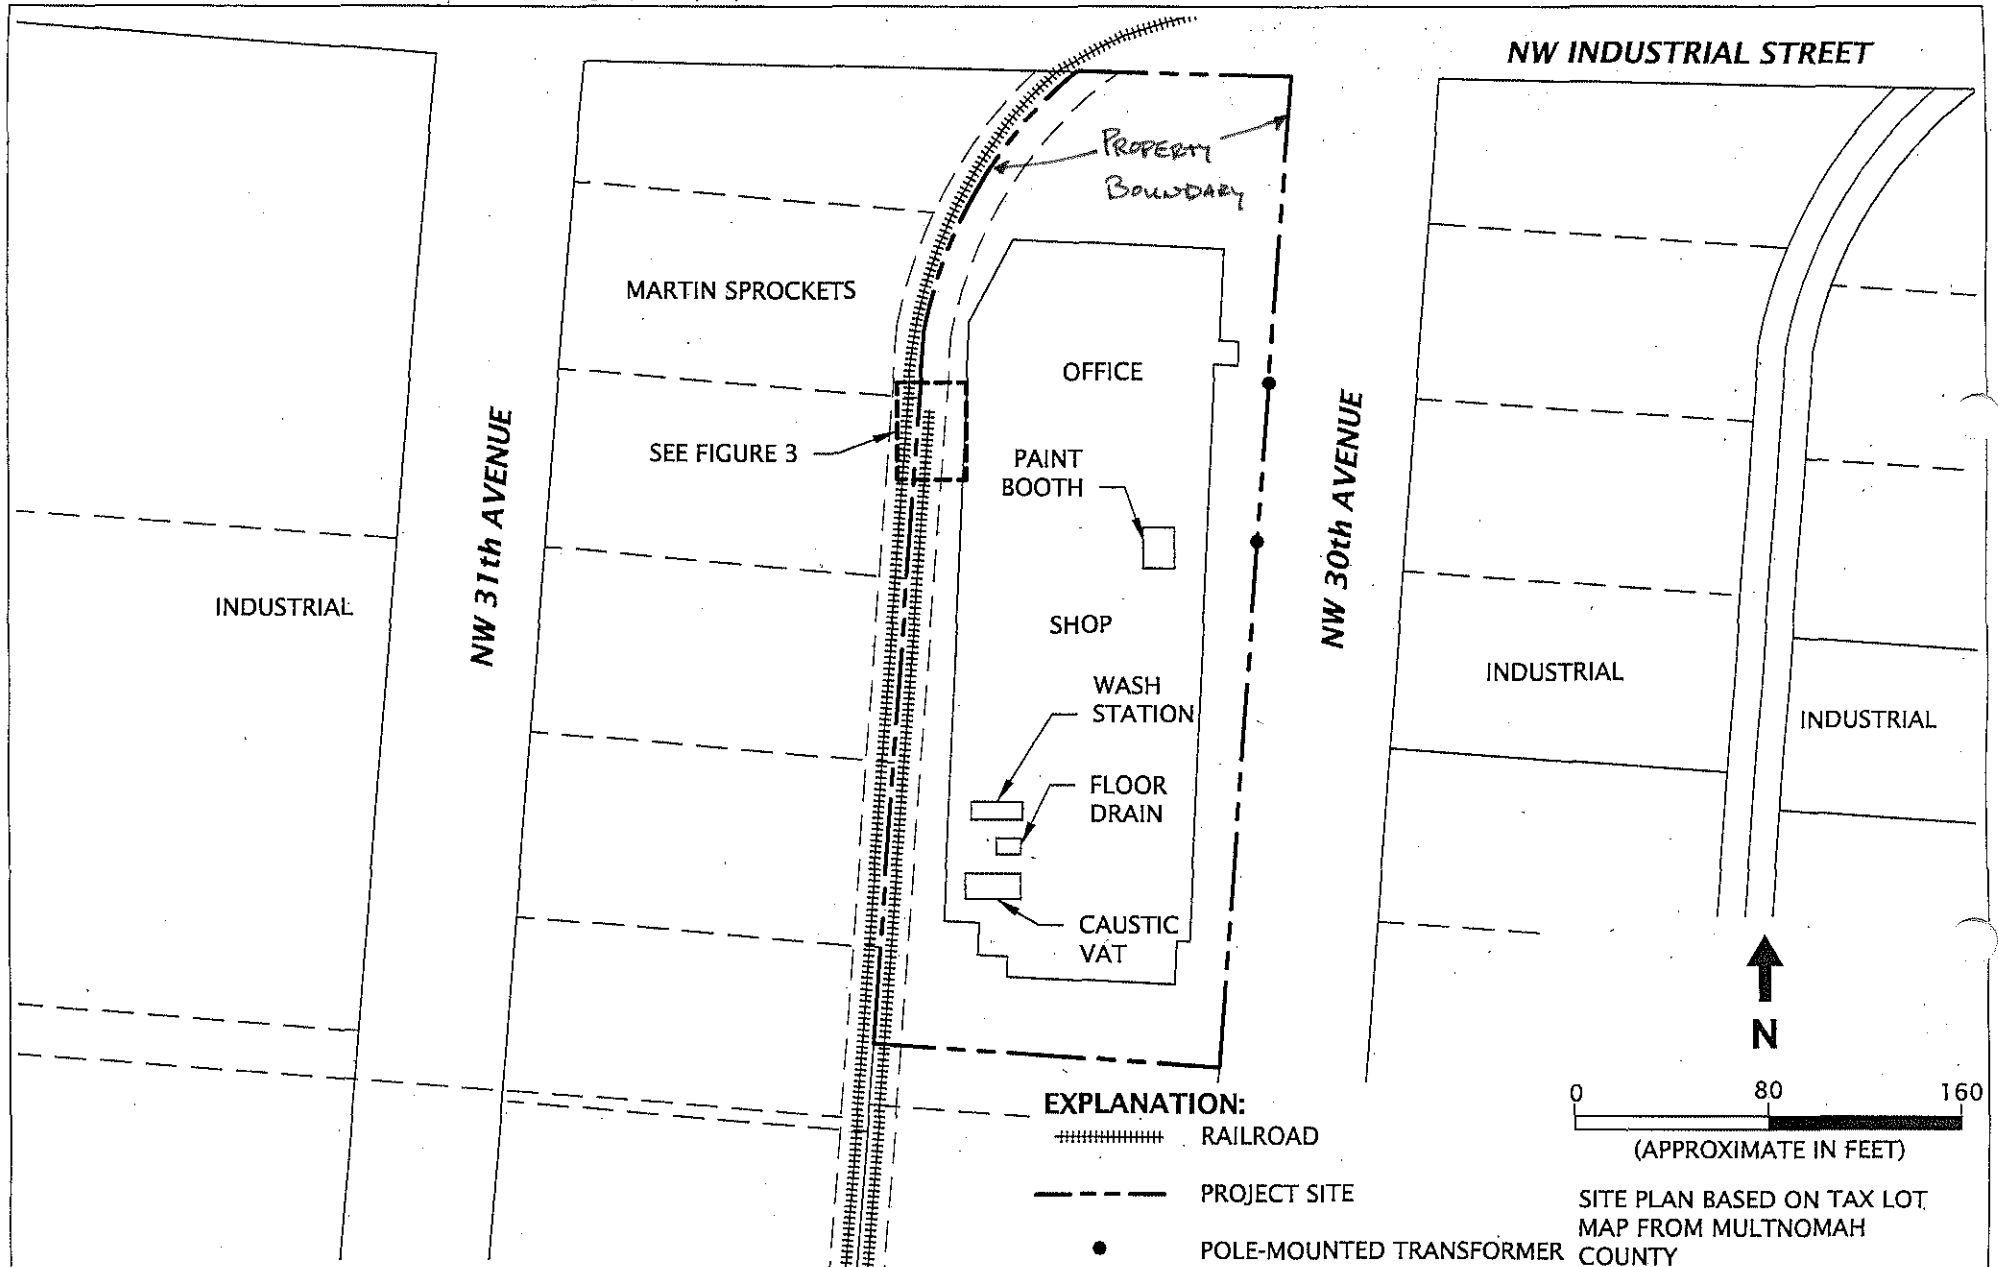 NW INDUSTRIAL STREET
PROPERTY
BOUNDARY
MARTIN SPROCKETS
OFFICE
SEE FIGURE 3
PAINT
BOOTH
NW 31th AVENUE
NW 30th AVENUE
INDUSTRIAL
SHOP
WASH
STATION
INDUSTRIAL
INDUSTRIAL
FLOOR
DRAIN
CAUSTIC
VAT
N
EXPLANATION:
RAILROAD
PROJECT SITE
POLE-MOUNTED TRANSFORMER
0 80 160
(APPROXIMATE IN FEET)
SITE PLAN BASED ON TAX LOT
MAP FROM MULTNOMAH
COUNTY